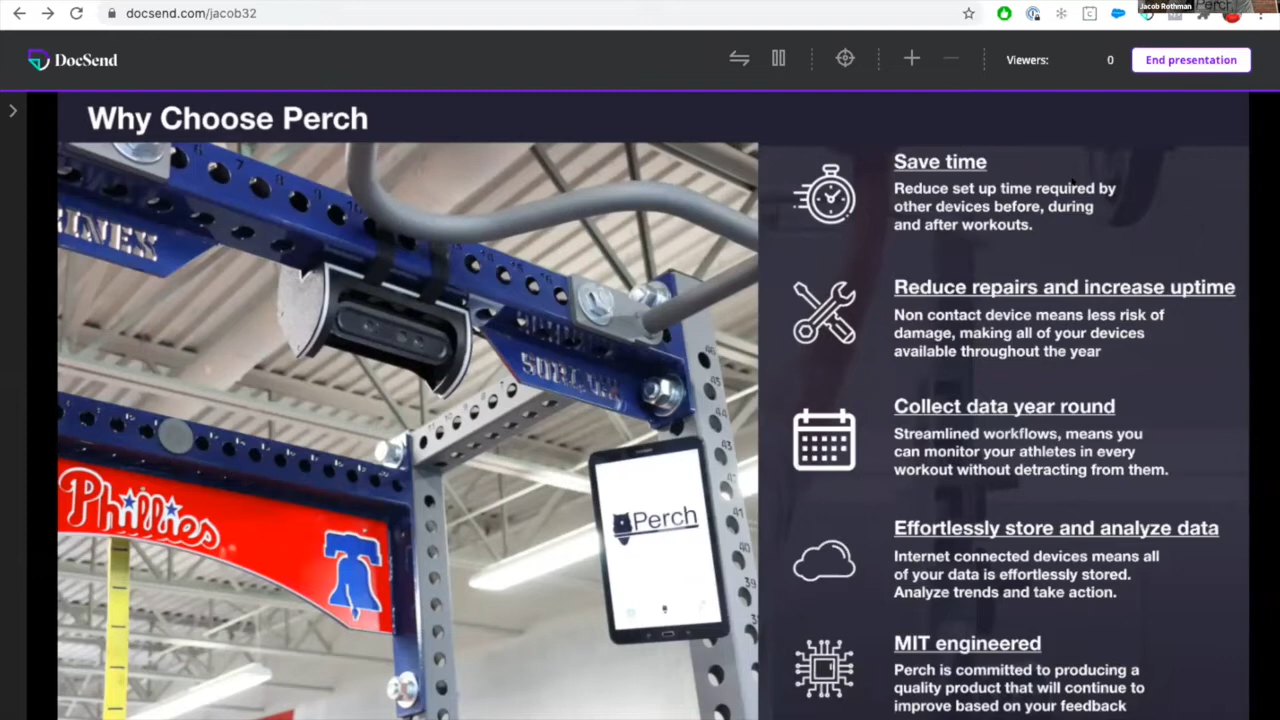 docsend.com/jacob32
Jacob Rothman
Perch
DocSend
Viewers:
0
End presentation
Why Choose Perch
SORINEX
Phillies
Perch
Save time
Reduce set up time required by
other devices before, during
and after workouts.
Reduce repairs and increase uptime
Non contact device means less risk of
damage, making all of your devices
available throughout the year
Collect data year round
Streamlined workflows, means you
can monitor your athletes in every
workout without detracting from them.
Effortlessly store and analyze data
Internet connected devices means all
of your data is effortlessly stored.
Analyze trends and take action.
MIT engineered
Perch is committed to producing a
quality product that will continue to
improve based on your feedback